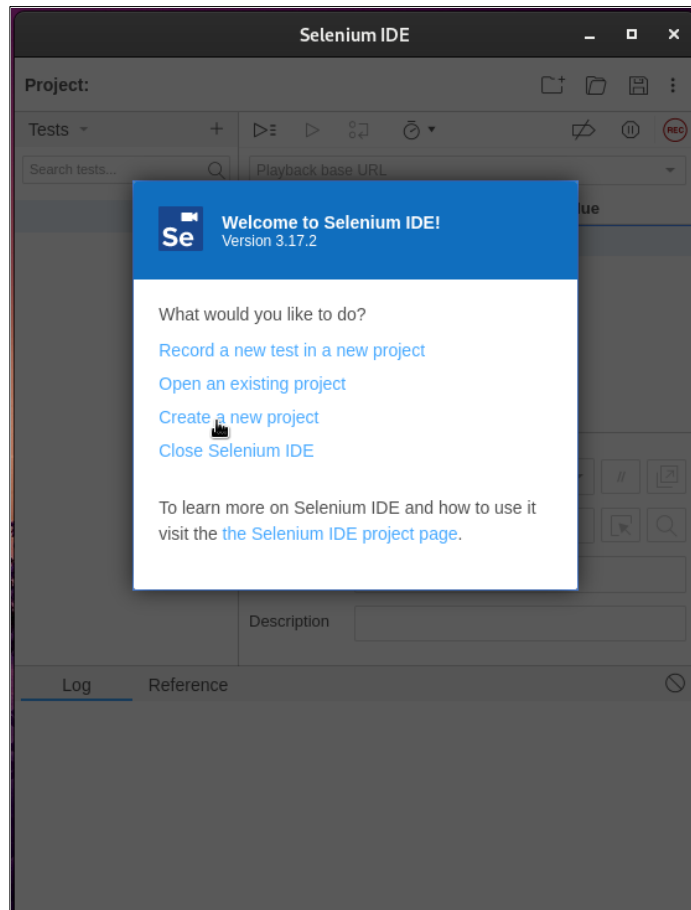 Selenium IDE
Project:
Tests
REC
Search tests...
Playback base URL
lue
Se
Welcome to Selenium IDE!
Version 3.17.2
What would you like to do?
Record a new test in a new project
Open an existing project
Create a new project
Close Selenium IDE
//
To learn more on Selenium IDE and how to use it
visit the the Selenium IDE project page.
Description
Log Reference